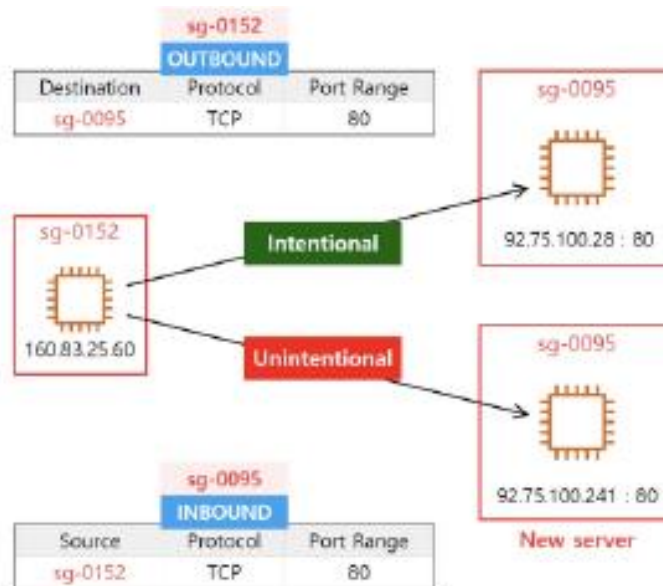 sg-0152
OUTBOUND
Destination Protocol Port Range
sg-0095 TCP 80
sg-0095
92.75.100.28 : 80
sg-0152
160.83.25.60
Intentional
Unintentional
sg-0095
92.75.100.241 : 80
New server
sg-0095
INBOUND
Source Protocol Port Range
sg-0152 TCP 80